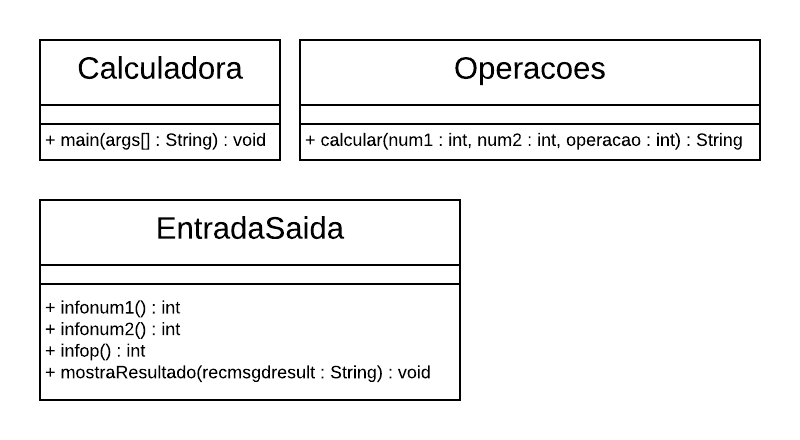 Calculadora
+ main(args[] : String) : void
Operacoes
+ calcular(num1 : int, num2 : int, operacao : int) : String
EntradaSaida
+ infonum1() : int
+ infonum2() : int
+ infop() : int
+ mostraResultado(recmsgdresult : String) : void